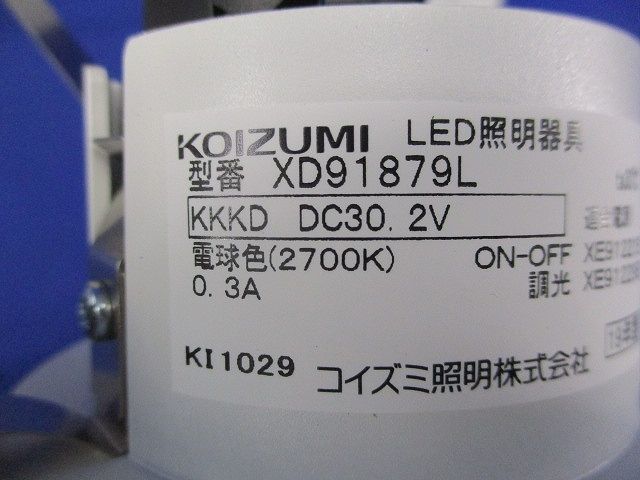 KOIZUMI LED照明器具
型番 XD91879L
KKKD DC30.2V
電球色(2700K)
0.3A
ON-OFF
調光
KI1029
コイズミ照明株式会社